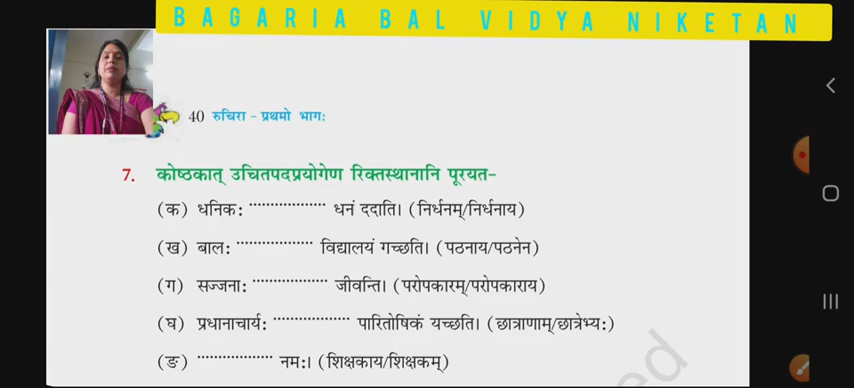 BAGARIA BAL VIDYA NIKETAN
40 रुचिरा - प्रथमो भागः
7. कोष्ठकात् उचितपदप्रयोगेण रिक्तस्थानानि पूरयत-
(क) धनिकः .................. धनं ददाति। (निर्धनम्/निर्धनाय)
(ख) बालः .................. विद्यालयं गच्छति। (पठनाय/पठनेन)
(ग) सज्जनाः .................. जीवन्ति। (परोपकारम्/परोपकाराय)
(घ) प्रधानाचार्यः .................. पारितोषिकं यच्छति। (छात्राणाम्/छात्रेभ्यः)
(ङ) .................. नमः। (शिक्षकाय/शिक्षकम्)